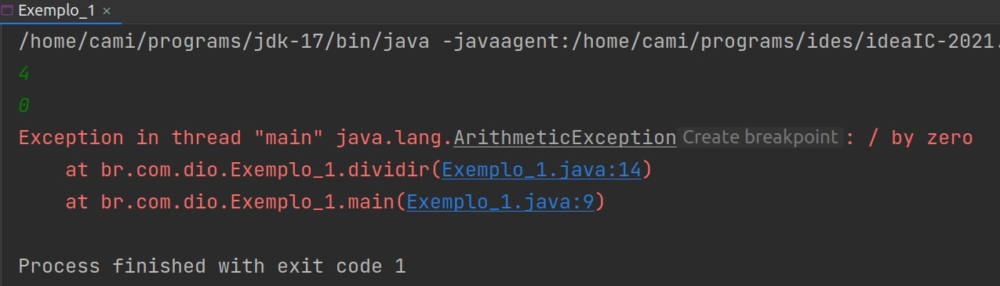 Exemplo_1 ×
/home/cami/programs/jdk-17/bin/java -javaagent:/home/cami/programs/ides/ideaIC-2021.
4
0
Exception in thread "main" java.lang.ArithmeticException Create breakpoint : / by zero
    at br.com.dio.Exemplo_1.dividir(Exemplo_1.java:14)
    at br.com.dio.Exemplo_1.main(Exemplo_1.java:9)
Process finished with exit code 1